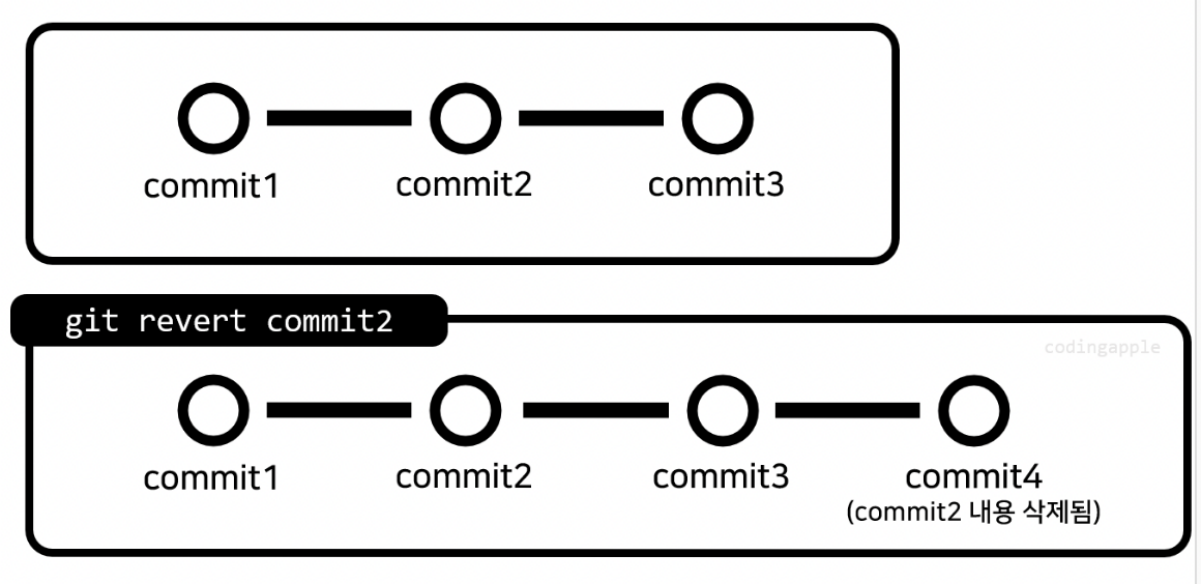 commit1 commit2 commit3
git revert commit2
codingapple
commit1 commit2 commit3 commit4
(commit2 내용 삭제됨)